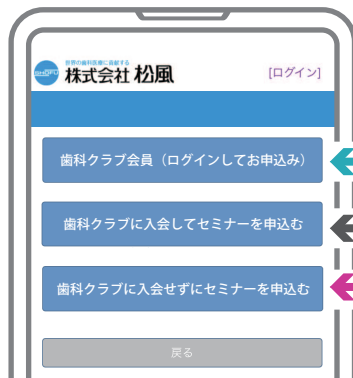 世界の歯科医療に貢献する
SHOFU
株式会社 松風
[ログイン]
歯科クラブ会員（ログインしてお申込み）
歯科クラブに入会してセミナーを申込む
歯科クラブに入会せずにセミナーを申込む
戻る